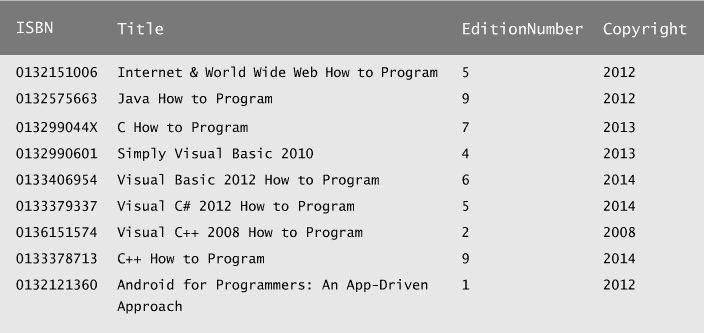 ISBN Title EditionNumber Copyright
0132151006 Internet & World Wide Web How to Program 5 2012
0132575663 Java How to Program 9 2012
013299044X C How to Program 7 2013
0132990601 Simply Visual Basic 2010 4 2013
0133406954 Visual Basic 2012 How to Program 6 2014
0133379337 Visual C# 2012 How to Program 5 2014
0136151574 Visual C++ 2008 How to Program 2 2008
0133378713 C++ How to Program 9 2014
0132121360 Android for Programmers: An App-Driven 1 2012
Approach